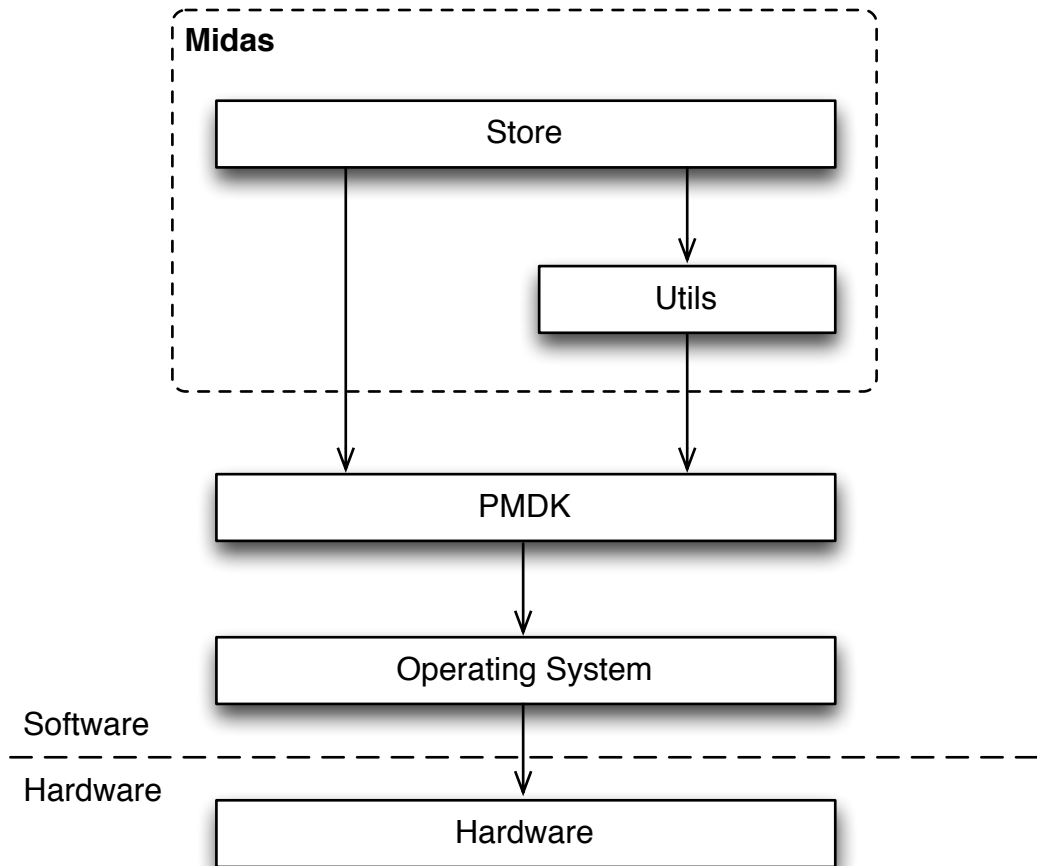 Midas
Store
Utils
PMDK
Operating System
Software
Hardware
Hardware